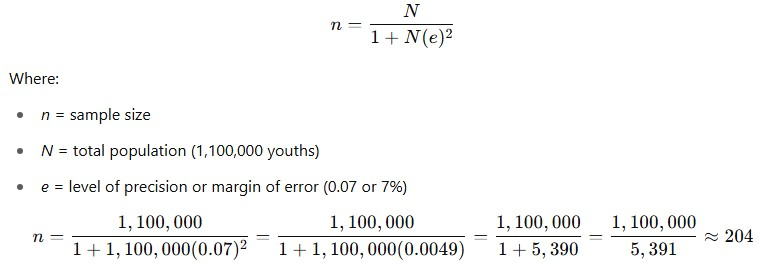 n = N / (1 + N(e)²)
Where:
• n = sample size
• N = total population (1,100,000 youths)
• e = level of precision or margin of error (0.07 or 7%)
n = 1,100,000 / (1 + 1,100,000(0.07)²) = 1,100,000 / (1 + 1,100,000(0.0049)) = 1,100,000 / (1 + 5,390) = 1,100,000 / 5,391 ≈ 204